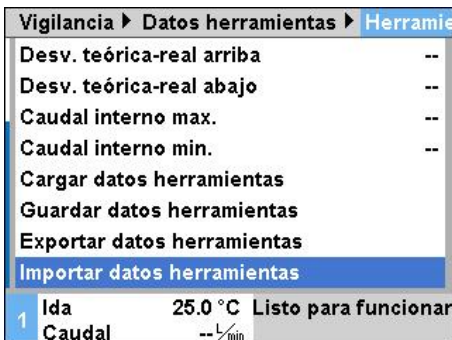 Vigilancia ▶ Datos herramientas ▶ Herramie
Desv. teórica-real arriba --
Desv. teórica-real abajo --
Caudal interno max. --
Caudal interno min. --
Cargar datos herramientas
Guardar datos herramientas
Exportar datos herramientas
Importar datos herramientas
1 Ida 25.0 °C Listo para funcionar
Caudal -- L/min